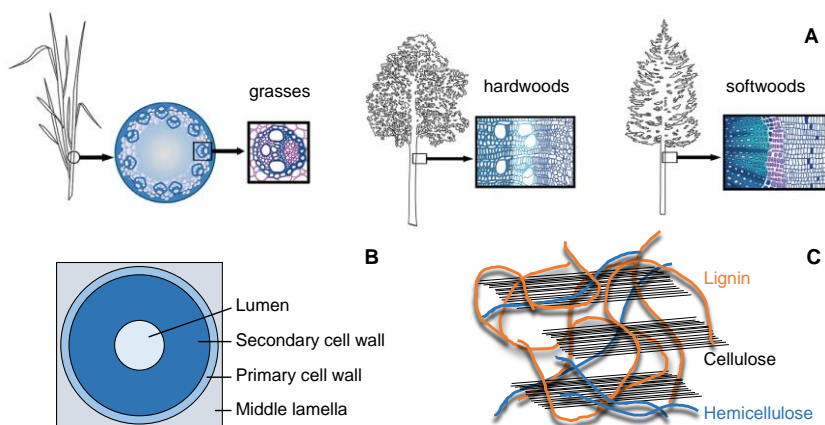 A
grasses
hardwoods
softwoods
B
Lumen
Secondary cell wall
Primary cell wall
Middle lamella
C
Lignin
Cellulose
Hemicellulose